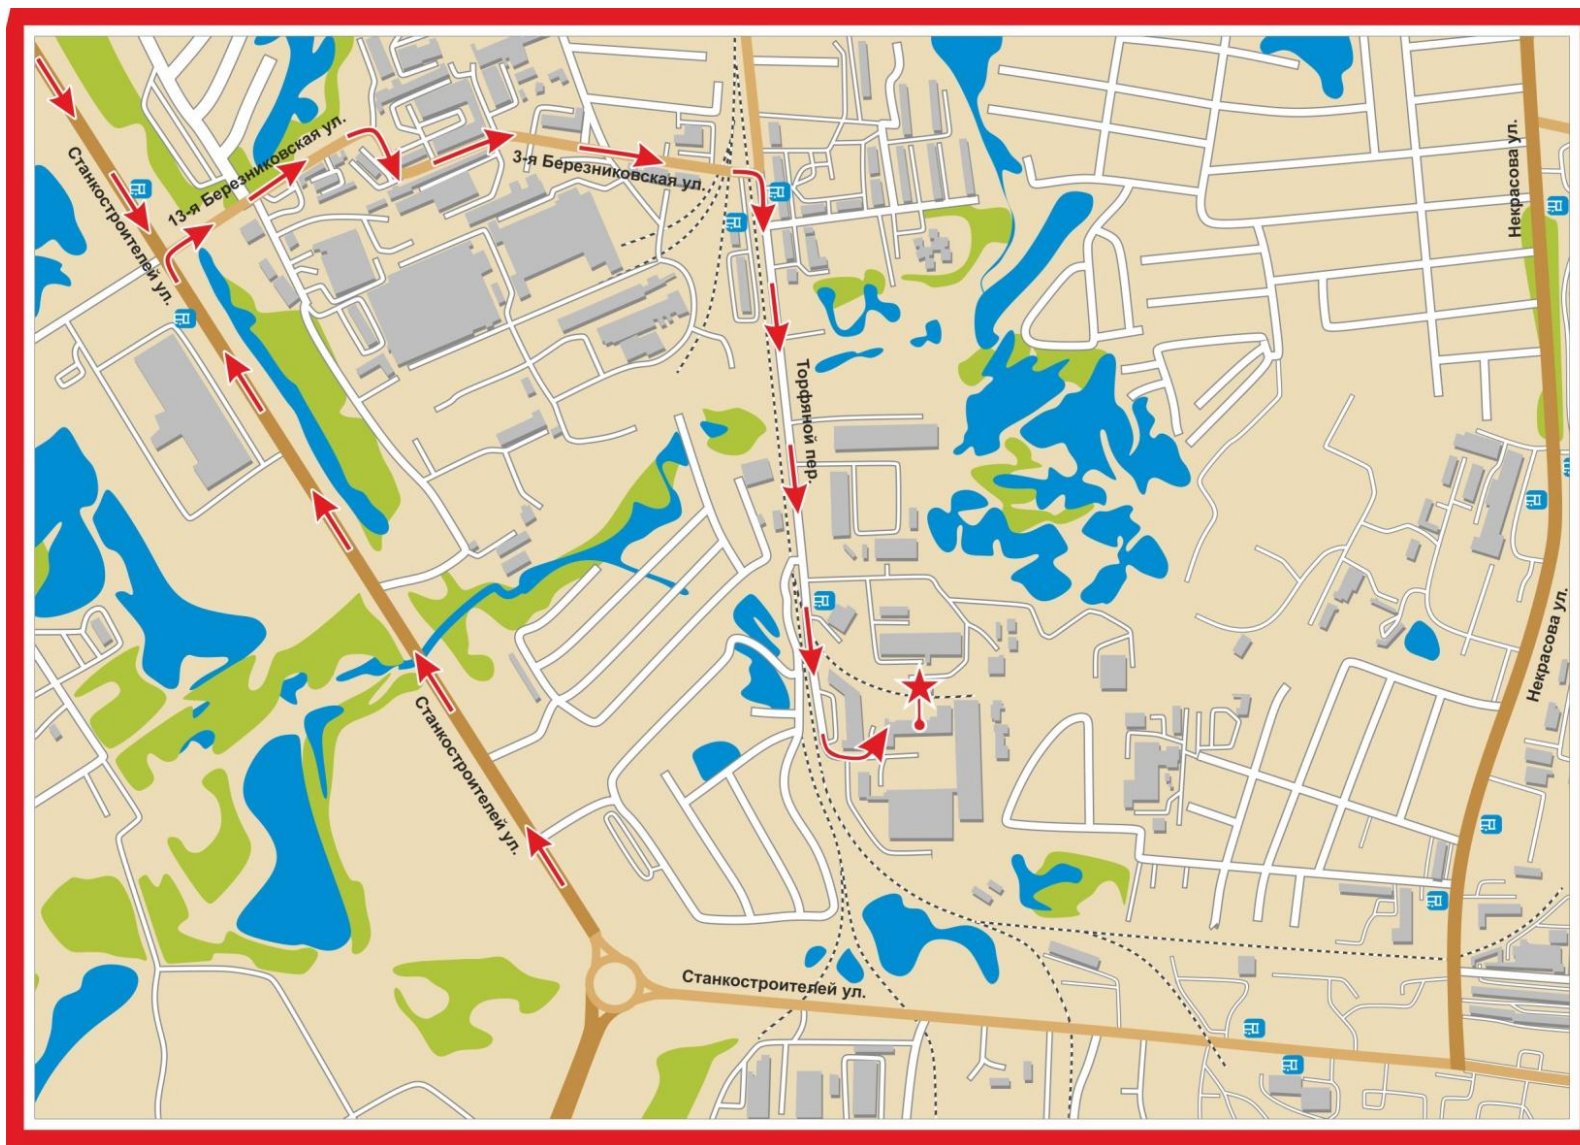 Станкостроителей ул.
13-я Березниковская ул.
3-я Березниковская ул.
Некрасова ул.
Торфяной пер.
Станкостроителей ул.
Некрасова ул.
Станкостроителей ул.